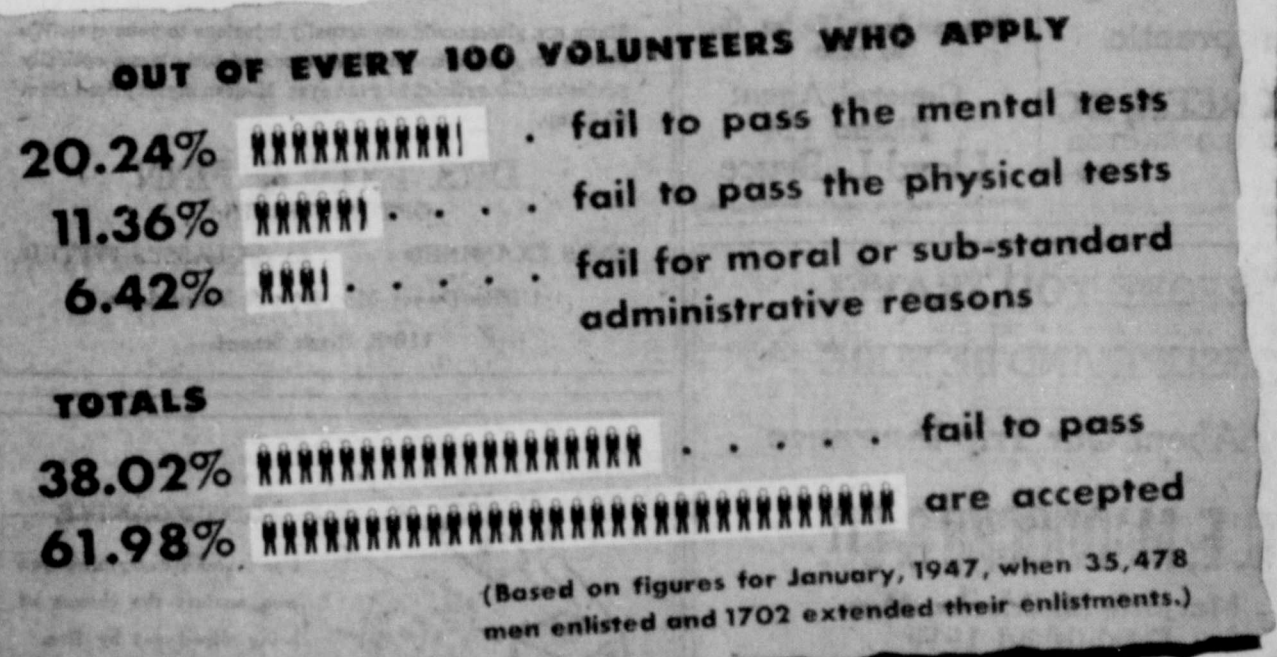 OUT OF EVERY 100 VOLUNTEERS WHO APPLY
20.24% . fail to pass the mental tests
11.36% . . . . fail to pass the physical tests
6.42% . . . . . fail for moral or sub-standard
administrative reasons
TOTALS
38.02% . . . . . fail to pass
61.98% are accepted
(Based on figures for January, 1947, when 35,478
men enlisted and 1702 extended their enlistments.)